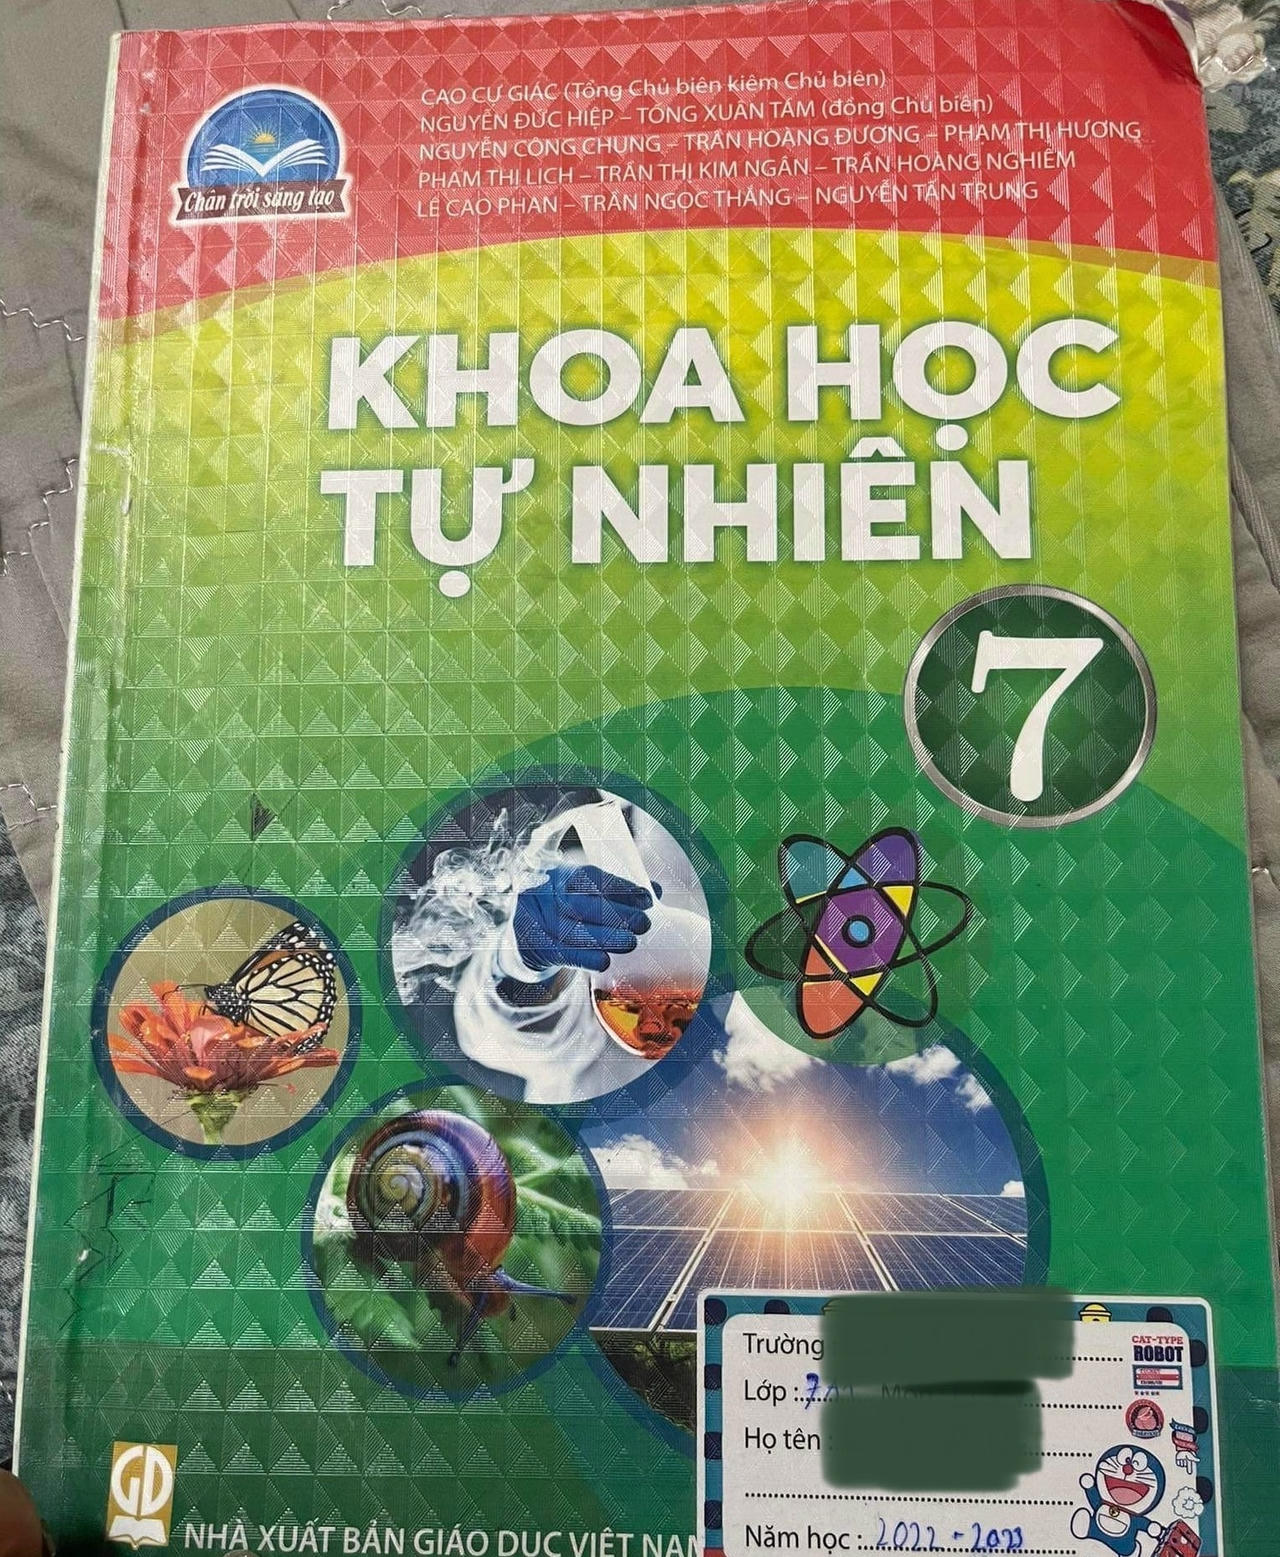 CAO CỰ GIÁC (Tổng Chủ biên kiêm Chủ biên)
NGUYỄN ĐỨC HIỆP – TỐNG XUÂN TÁM (đồng Chủ biên)
NGUYỄN CÔNG CHUNG – TRẦN HOÀNG ĐƯƠNG – PHẠM THỊ HƯƠNG
PHẠM THỊ LỊCH – TRẦN THỊ KIM NGÂN – TRẦN HOÀNG NGHIÊM
LÊ CAO PHAN – TRẦN NGỌC THẮNG – NGUYỄN TẤN TRUNG
Chân trời sáng tạo
KHOA HỌC
TỰ NHIÊN
7
Trường
CAT-TYPE
ROBOT
Lớp :
Họ tên :
Năm học : 2022 - 2023
GD
NHÀ XUẤT BẢN GIÁO DỤC VIỆT NAM